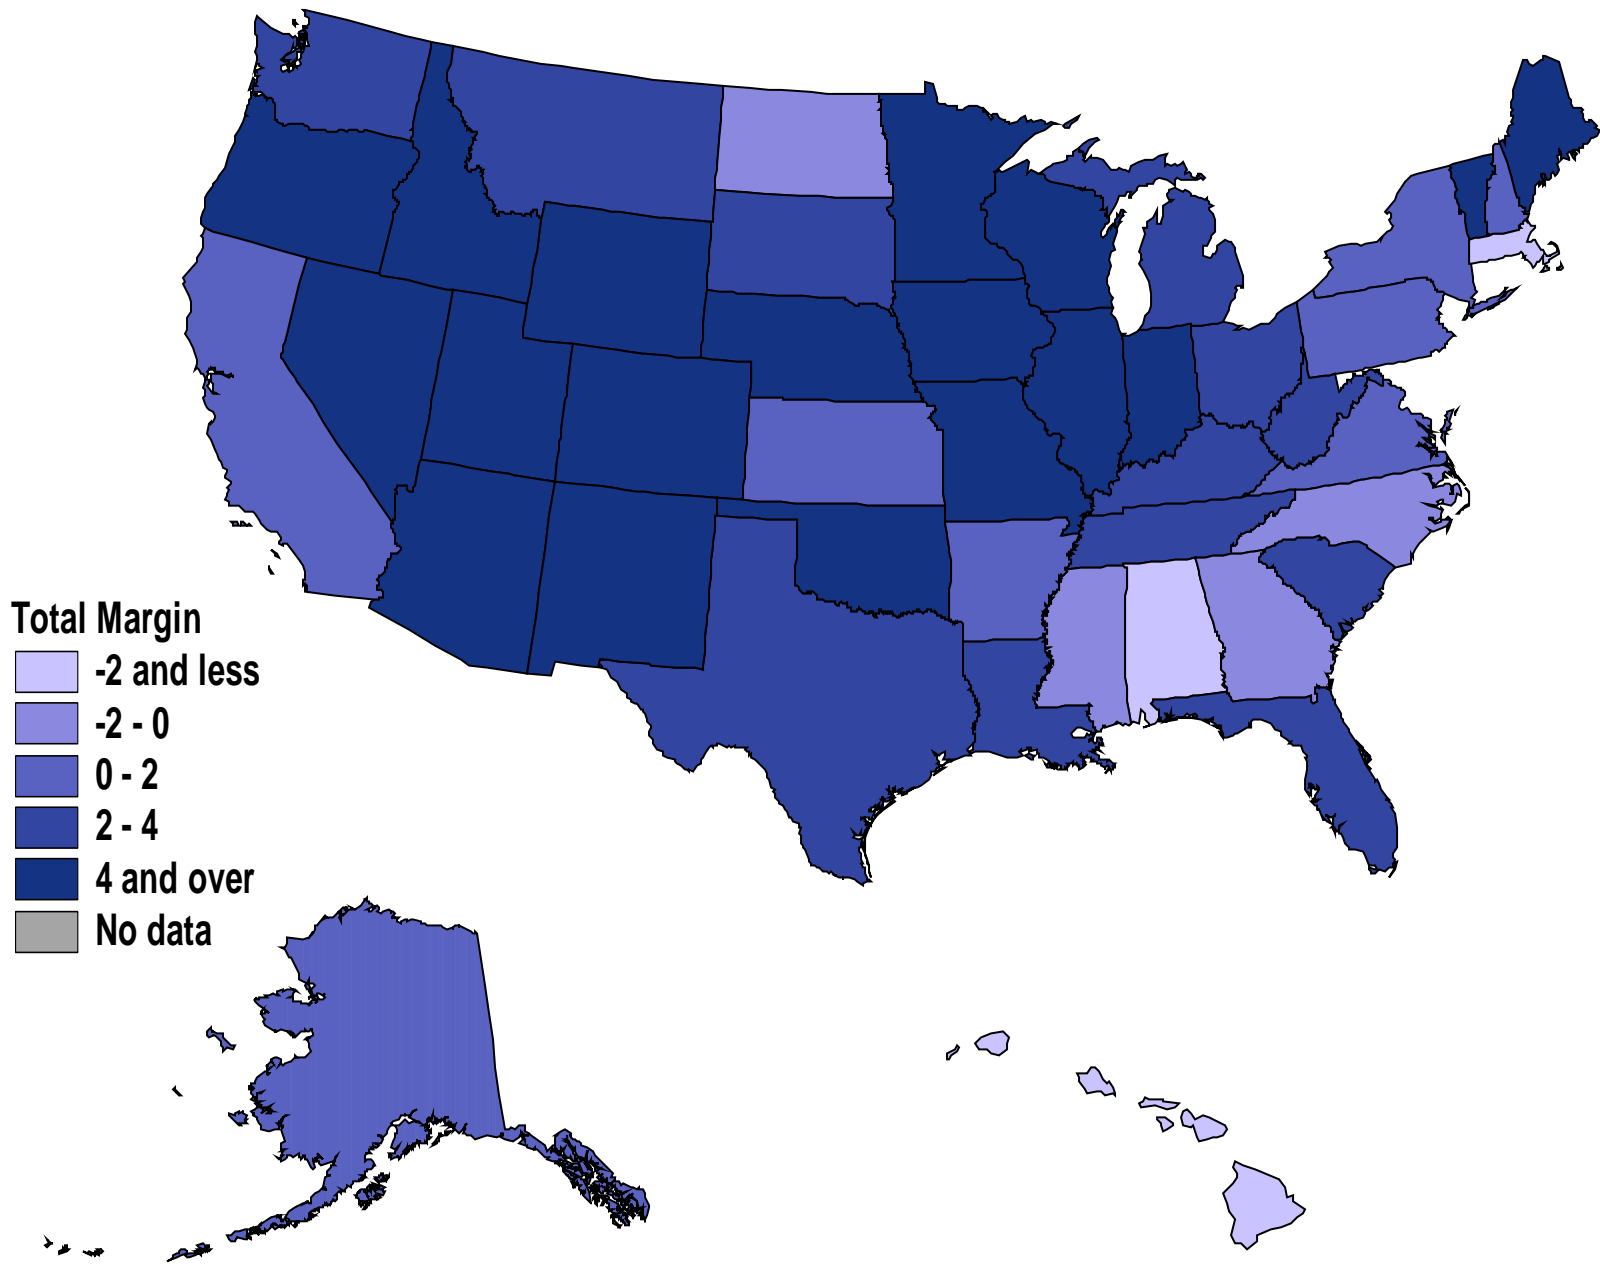 Total Margin
-2 and less
-2 - 0
0 - 2
2 - 4
4 and over
No data